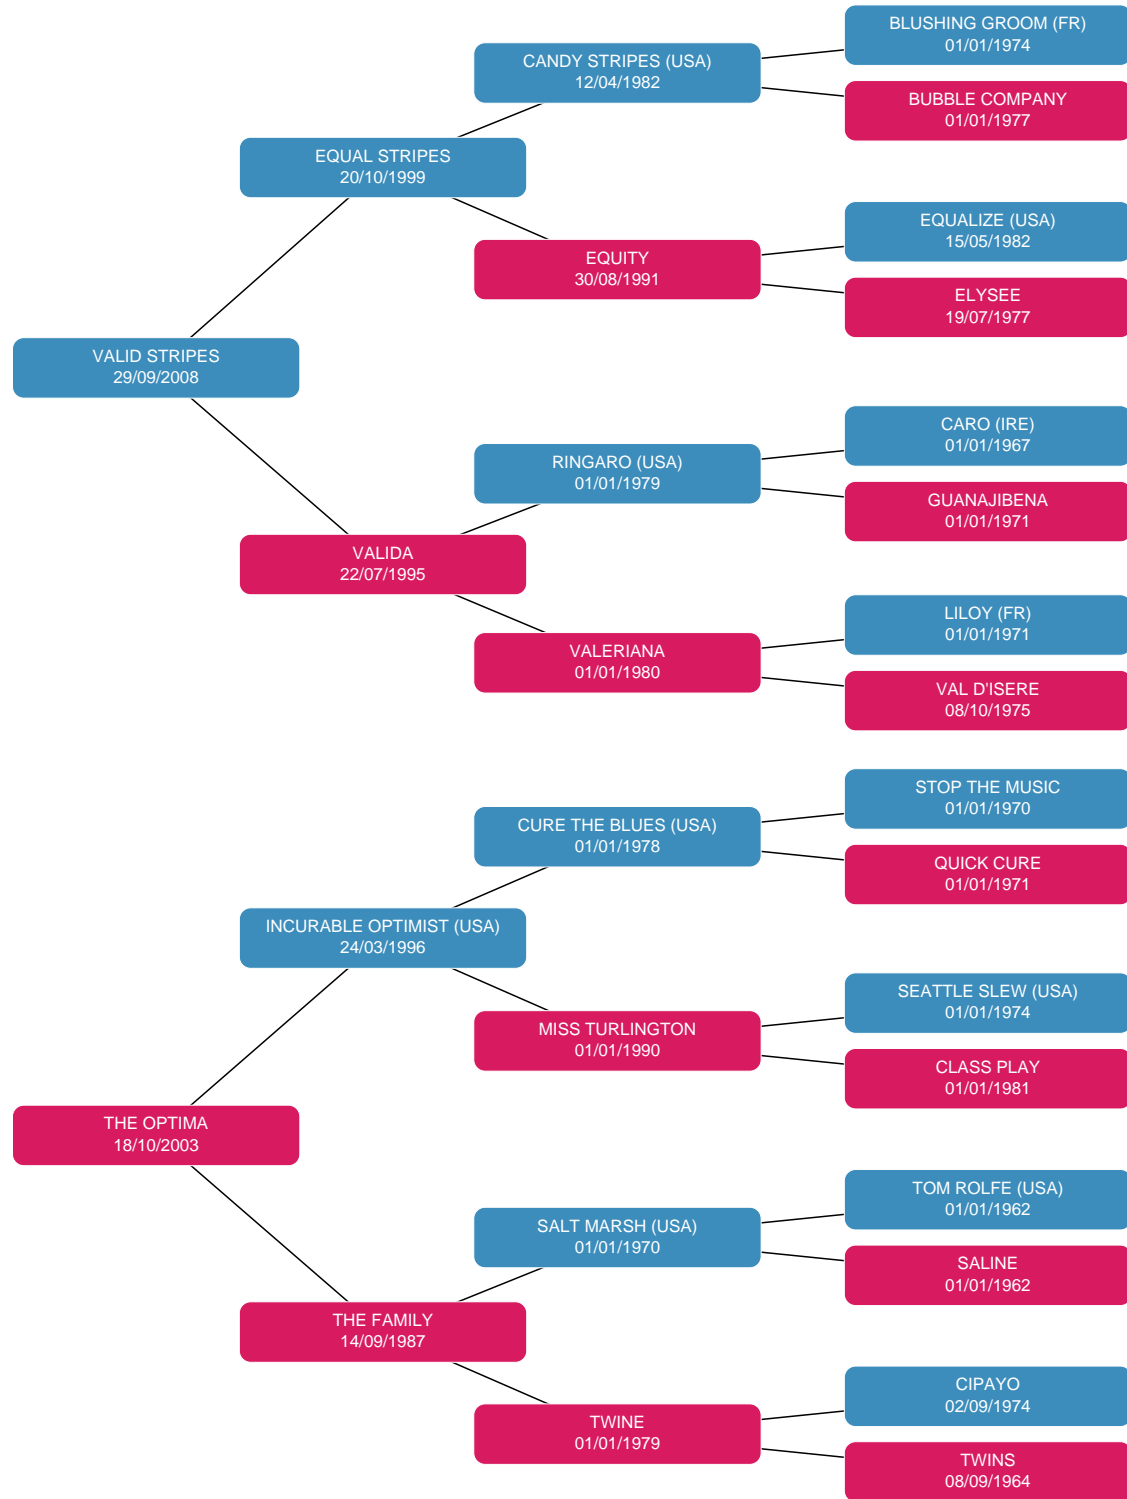 BLUSHING GROOM (FR)
01/01/1974
CANDY STRIPES (USA)
12/04/1982
BUBBLE COMPANY
01/01/1977
EQUAL STRIPES
20/10/1999
EQUALIZE (USA)
15/05/1982
EQUITY
30/08/1991
ELYSEE
19/07/1977
VALID STRIPES
29/09/2008
CARO (IRE)
01/01/1967
RINGARO (USA)
01/01/1979
GUANAJIBENA
01/01/1971
VALIDA
22/07/1995
LILOY (FR)
01/01/1971
VALERIANA
01/01/1980
VAL D'ISERE
08/10/1975
STOP THE MUSIC
01/01/1970
CURE THE BLUES (USA)
01/01/1978
QUICK CURE
01/01/1971
INCURABLE OPTIMIST (USA)
24/03/1996
SEATTLE SLEW (USA)
01/01/1974
MISS TURLINGTON
01/01/1990
CLASS PLAY
01/01/1981
THE OPTIMA
18/10/2003
TOM ROLFE (USA)
01/01/1962
SALT MARSH (USA)
01/01/1970
SALINE
01/01/1962
THE FAMILY
14/09/1987
CIPAYO
02/09/1974
TWINE
01/01/1979
TWINS
08/09/1964